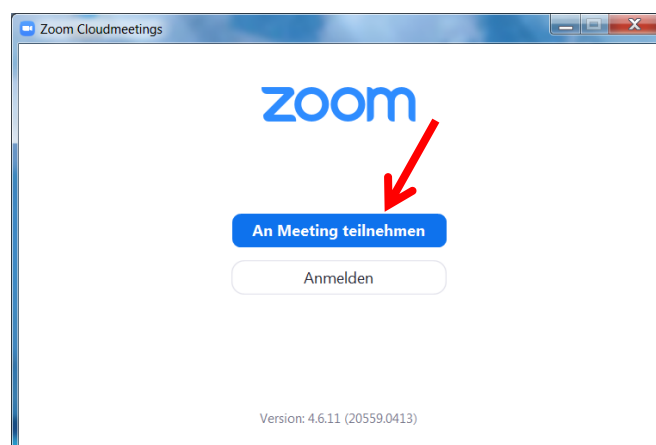 Zoom Cloudmeetings
zoom
An Meeting teilnehmen
Anmelden
Version: 4.6.11 (20559.0413)